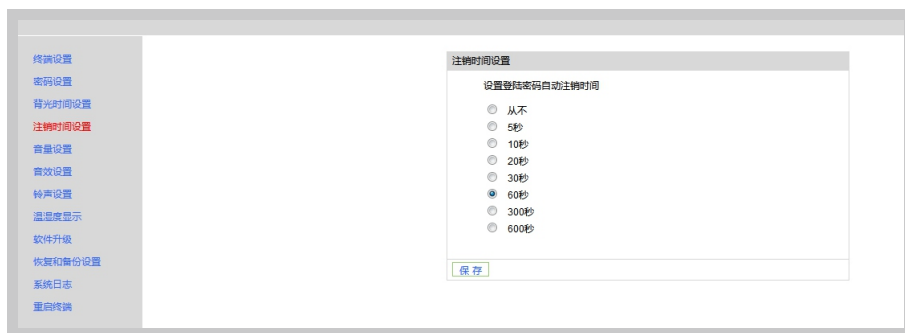 终端设置
密码设置
背光时间设置
注销时间设置
音量设置
音效设置
铃声设置
温湿度显示
软件升级
恢复和备份设置
系统日志
重启终端
注销时间设置
设置登陆密码自动注销时间
从不
5秒
10秒
20秒
30秒
60秒
300秒
600秒
保存